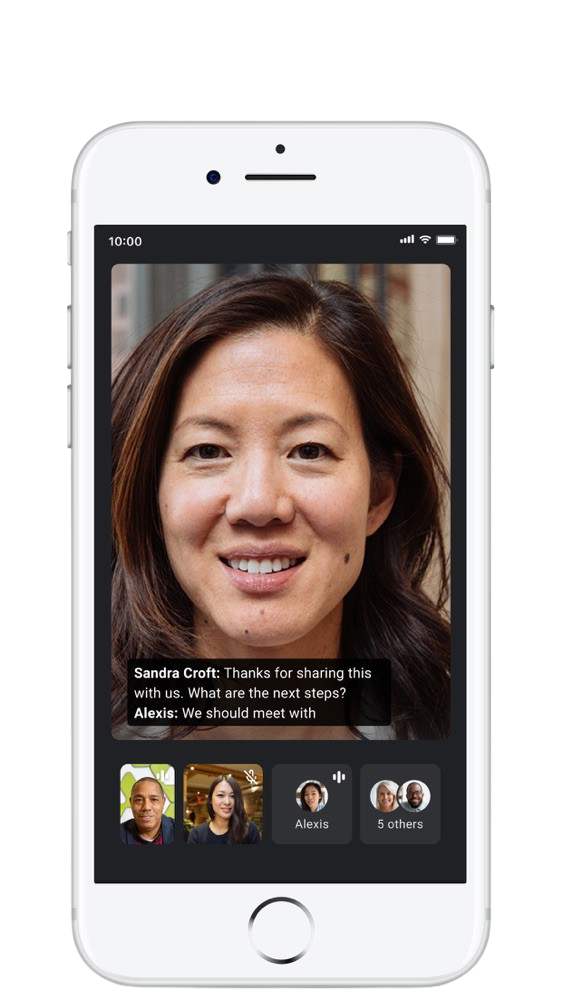 10:00
Sandra Croft: Thanks for sharing this
with us. What are the next steps?
Alexis: We should meet with
Alexis
5 others